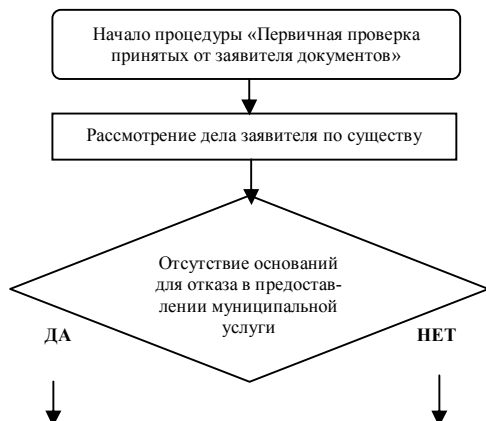 Начало процедуры «Первичная проверка
принятых от заявителя документов»
Рассмотрение дела заявителя по существу
Отсутствие оснований
для отказа в предостав-
лении муниципальной
услуги
ДА
НЕТ